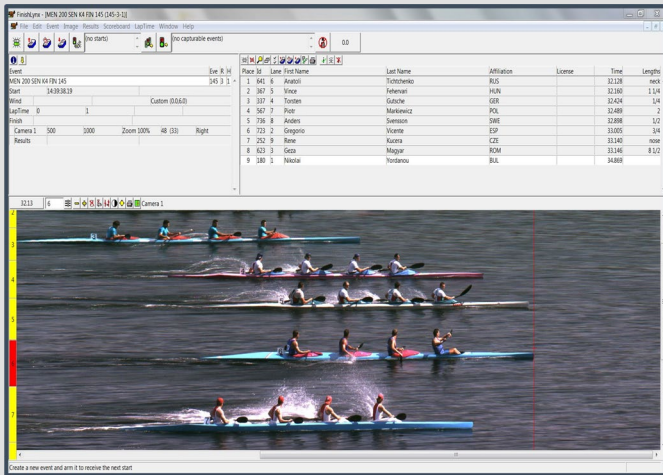 FinishLynx - [MEN 200 SEN K4 FIN 145 (145-3-1)]
File Edit Event Image Results Scoreboard LapTime Window Help
(no starts)
(no capturable events)
0.0
Event Eve R H
MEN 200 SEN K4 FIN 145 145 3 1
Start 14:39:38.19
Wind Custom (0.0,6.0)
LapTime 0 1
Finish
Camera 1 500 1000 Zoom 100% 48 (33) Right
Results
Place Id Lane First Name Last Name Affiliation License Time Lengths
1 641 6 Anatoli Tichtchenko RUS 32.128 neck
2 367 5 Vince Fehervari HUN 32.160 1 1/4
3 337 4 Torsten Gutsche GER 32.424 1/4
4 567 7 Piotr Markiewicz POL 32.489 2
5 736 8 Anders Svensson SWE 32.898 1/2
6 723 2 Gregorio Vicente ESP 33.005 3/4
7 252 9 Rene Kucera CZE 33.140 nose
8 623 3 Geza Magyar ROM 33.146 8 1/2
9 180 1 Nikolai Yordanou BUL 34.869
32.13 6 Camera 1
2
3
4
5
7
Create a new event and arm it to receive the next start